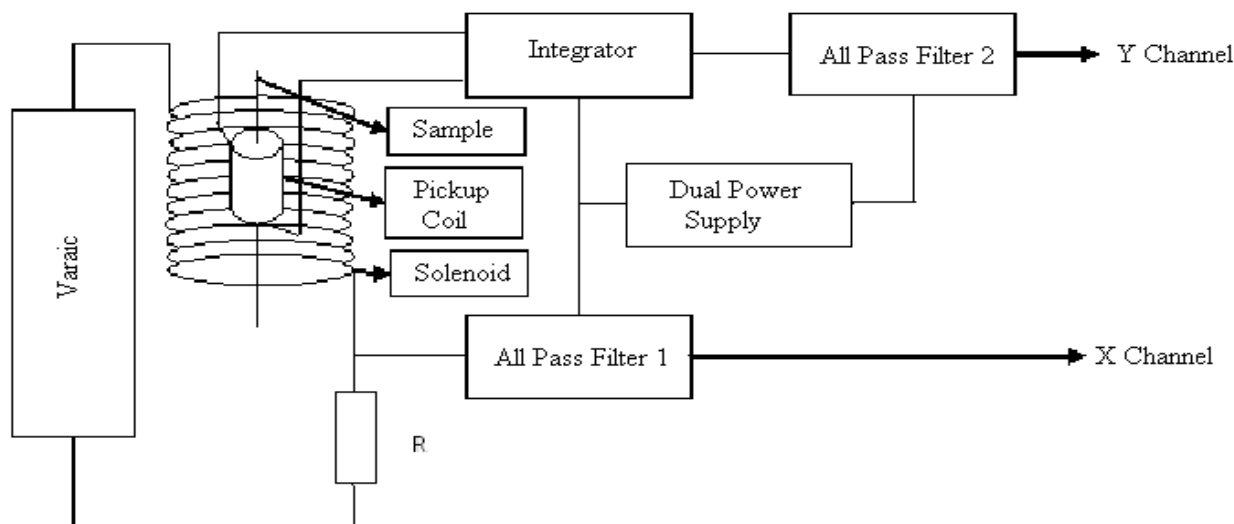 Integrator
All Pass Filter 2
Y Channel
Sample
Pickup
Coil
Dual Power
Supply
Solenoid
Varaic
All Pass Filter 1
X Channel
R